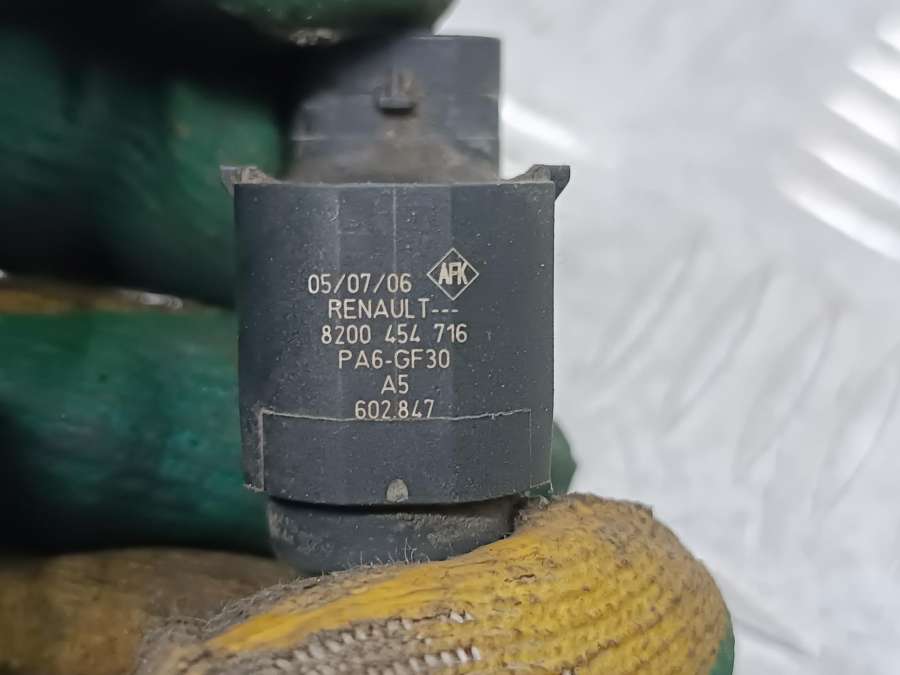 05/07/06 AFK
RENAULT---
8200 454 716
PA6-GF30
A5
602.847